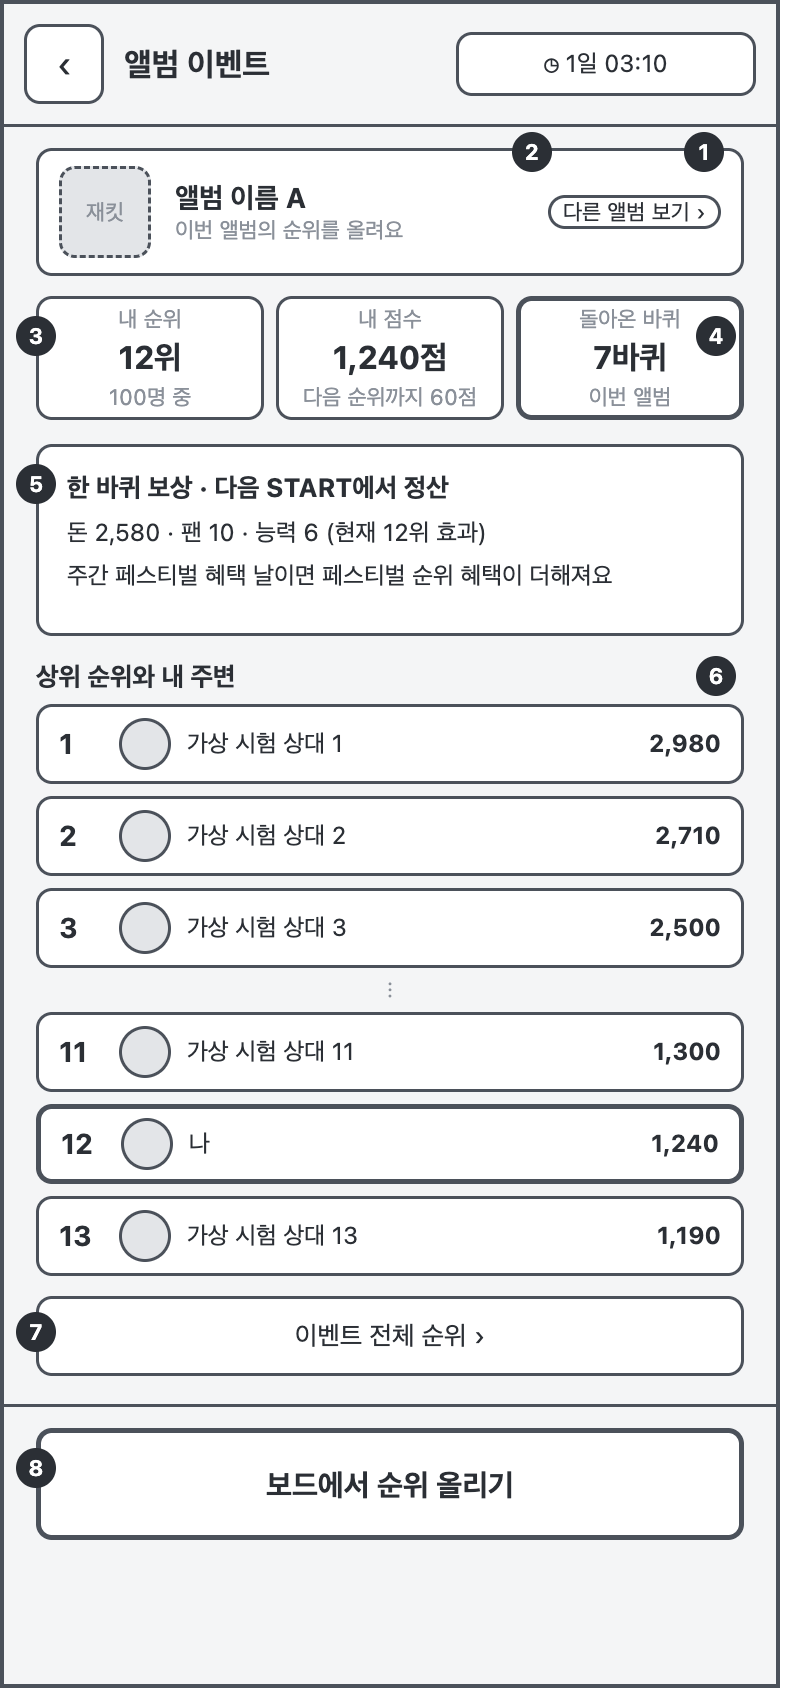 ‹
앨범 이벤트
◷ 1일 03:10
2
1
재킷
앨범 이름 A
이번 앨범의 순위를 올려요
다른 앨범 보기 ›
3
내 순위
12위
100명 중
내 점수
1,240점
다음 순위까지 60점
돌아온 바퀴
7바퀴
이번 앨범
4
5
한 바퀴 보상 · 다음 START에서 정산
돈 2,580 · 팬 10 · 능력 6 (현재 12위 효과)
주간 페스티벌 혜택 날이면 페스티벌 순위 혜택이 더해져요
상위 순위와 내 주변
6
1 가상 시험 상대 1 2,980
2 가상 시험 상대 2 2,710
3 가상 시험 상대 3 2,500
⋮
11 가상 시험 상대 11 1,300
12 나 1,240
13 가상 시험 상대 13 1,190
7
이벤트 전체 순위 ›
8
보드에서 순위 올리기